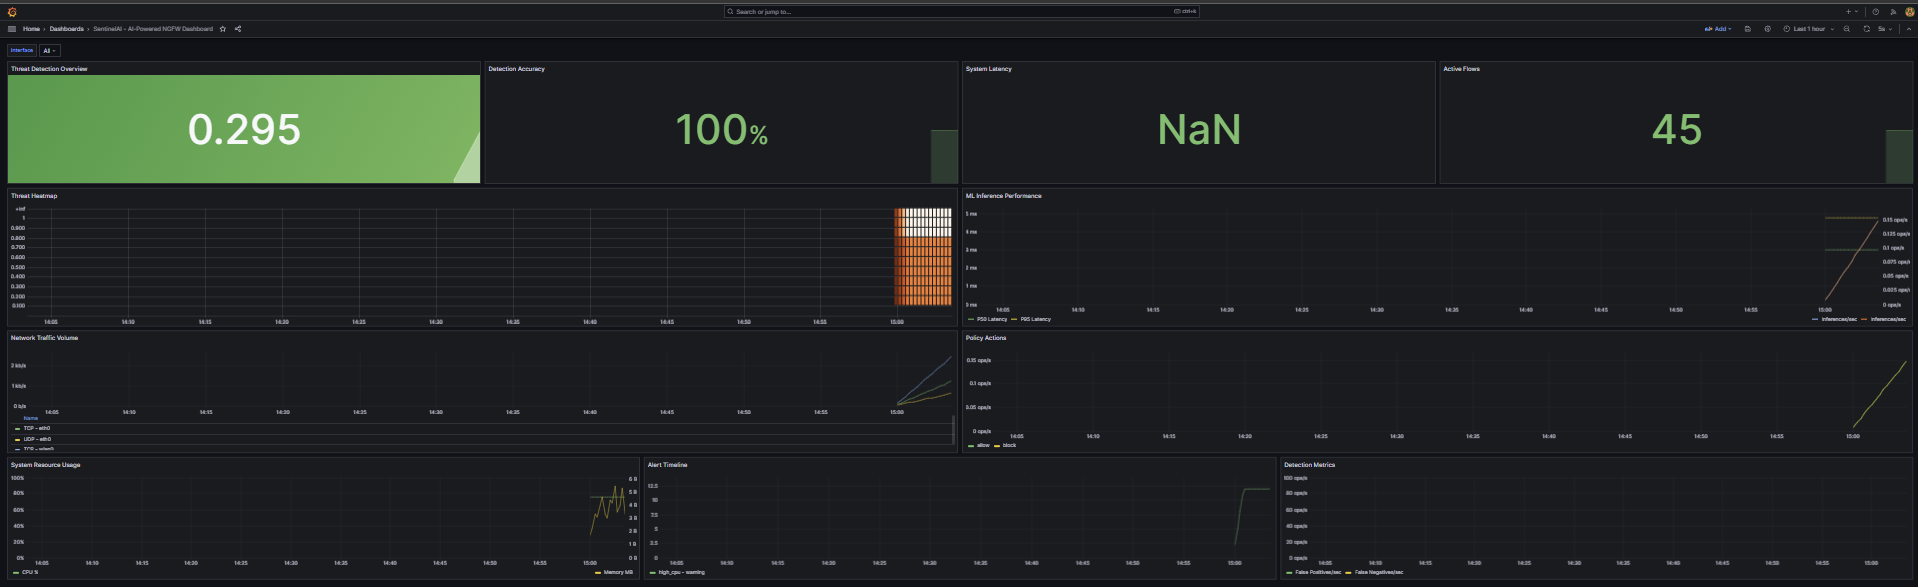 Search or jump to...
ctrl+k
Home › Dashboards › SentinelAI - AI-Powered NGFW Dashboard
Add
Last 1 hour
5s
Interface
All
Threat Detection Overview
0.295
Detection Accuracy
100%
System Latency
NaN
Active Flows
45
Threat Heatmap
+Inf
1
0.900
0.800
0.700
0.600
0.500
0.400
0.300
0.200
0.100
14:05 14:10 14:15 14:20 14:25 14:30 14:35 14:40 14:45 14:50 14:55 15:00
ML Inference Performance
5 ms
4 ms
3 ms
2 ms
1 ms
0 ms
0.15 ops/s
0.125 ops/s
0.1 ops/s
0.075 ops/s
0.05 ops/s
0.025 ops/s
0 ops/s
14:05 14:10 14:15 14:20 14:25 14:30 14:35 14:40 14:45 14:50 14:55 15:00
P50 Latency P95 Latency
Inferences/sec Inferences/sec
Network Traffic Volume
2 kb/s
1 kb/s
0 b/s
14:05 14:10 14:15 14:20 14:25 14:30 14:35 14:40 14:45 14:50 14:55 15:00
Name
TCP - eth0
UDP - eth0
Policy Actions
0.15 ops/s
0.1 ops/s
0.05 ops/s
0 ops/s
14:05 14:10 14:15 14:20 14:25 14:30 14:35 14:40 14:45 14:50 14:55 15:00
allow block
System Resource Usage
100%
80%
60%
40%
20%
0%
6 B
5 B
4 B
3 B
2 B
1 B
0 B
14:05 14:10 14:15 14:20 14:25 14:30 14:35 14:40 14:45 14:50 14:55 15:00
CPU %
Memory MB
Alert Timeline
12.5
10
7.5
5
2.5
0
14:05 14:10 14:15 14:20 14:25 14:30 14:35 14:40 14:45 14:50 14:55 15:00
high_cpu - warning
Detection Metrics
100 ops/s
80 ops/s
60 ops/s
40 ops/s
20 ops/s
0 ops/s
14:05 14:10 14:15 14:20 14:25 14:30 14:35 14:40 14:45 14:50 14:55 15:00
False Positives/sec False Negatives/sec